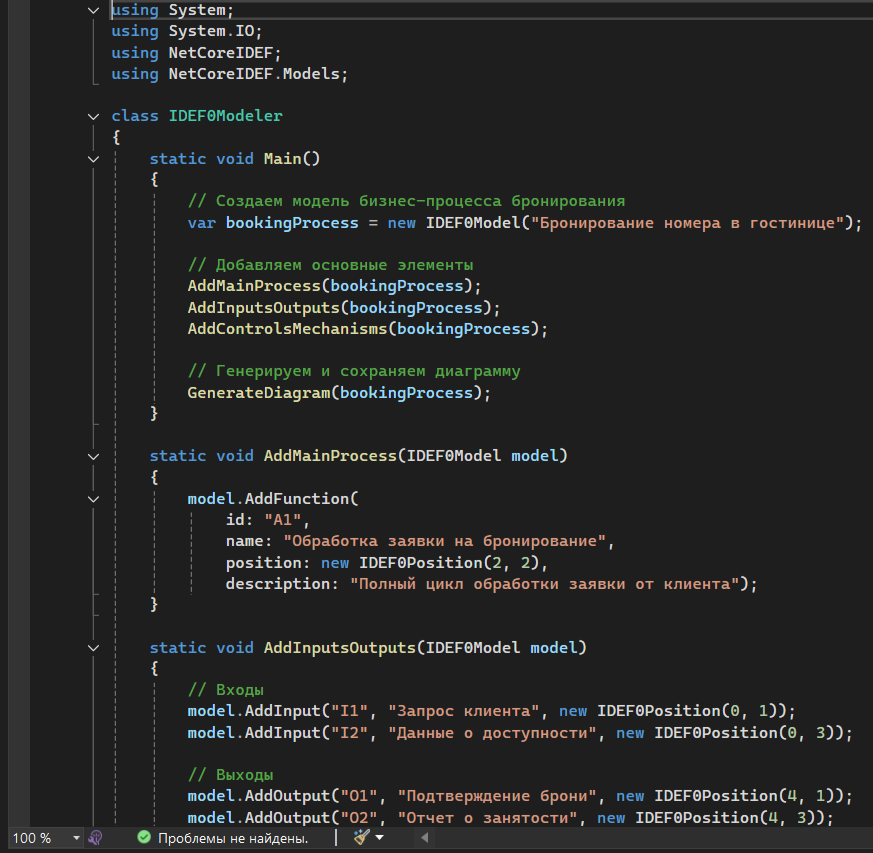 using System;
using System.IO;
using NetCoreIDEF;
using NetCoreIDEF.Models;

class IDEF0Modeler
{
    static void Main()
    {
        // Создаем модель бизнес-процесса бронирования
        var bookingProcess = new IDEF0Model("Бронирование номера в гостинице");

        // Добавляем основные элементы
        AddMainProcess(bookingProcess);
        AddInputsOutputs(bookingProcess);
        AddControlsMechanisms(bookingProcess);

        // Генерируем и сохраняем диаграмму
        GenerateDiagram(bookingProcess);
    }

    static void AddMainProcess(IDEF0Model model)
    {
        model.AddFunction(
            id: "A1",
            name: "Обработка заявки на бронирование",
            position: new IDEF0Position(2, 2),
            description: "Полный цикл обработки заявки от клиента");
    }

    static void AddInputsOutputs(IDEF0Model model)
    {
        // Входы
        model.AddInput("I1", "Запрос клиента", new IDEF0Position(0, 1));
        model.AddInput("I2", "Данные о доступности", new IDEF0Position(0, 3));

        // Выходы
        model.AddOutput("O1", "Подтверждение брони", new IDEF0Position(4, 1));
        model.AddOutput("O2", "Отчет о занятости", new IDEF0Position(4, 3));
100 % Проблемы не найдены.